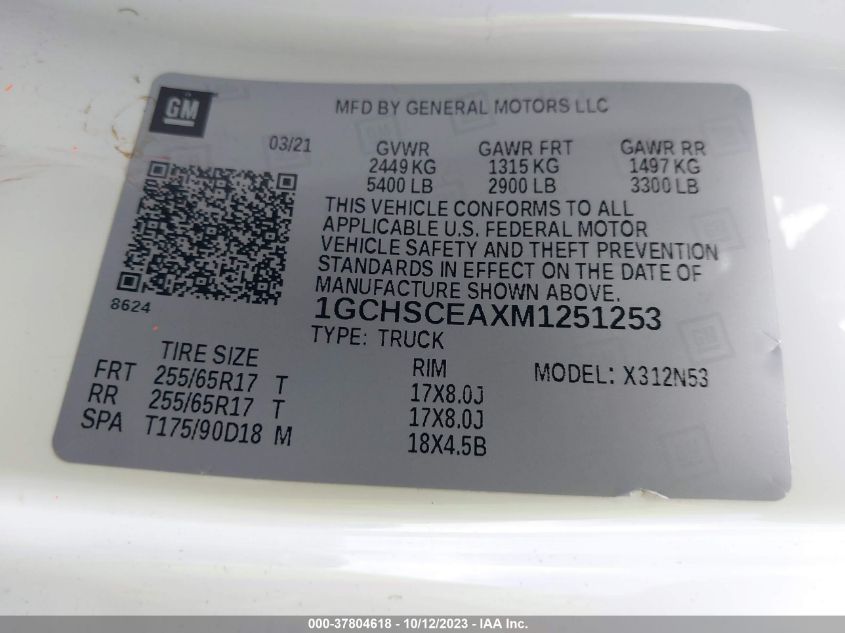 GM
MFD BY GENERAL MOTORS LLC
03/21
GVWR GAWR FRT GAWR RR
2449 KG 1315 KG 1497 KG
5400 LB 2900 LB 3300 LB
THIS VEHICLE CONFORMS TO ALL
APPLICABLE U.S. FEDERAL MOTOR
VEHICLE SAFETY AND THEFT PREVENTION
STANDARDS IN EFFECT ON THE DATE OF
MANUFACTURE SHOWN ABOVE.
8624
1GCHSCEAXM1251253
TYPE: TRUCK
TIRE SIZE RIM MODEL: X312N53
FRT 255/65R17 T 17X8.0J
RR 255/65R17 T 17X8.0J
SPA T175/90D18 M 18X4.5B
000-37804618 - 10/12/2023 - IAA Inc.